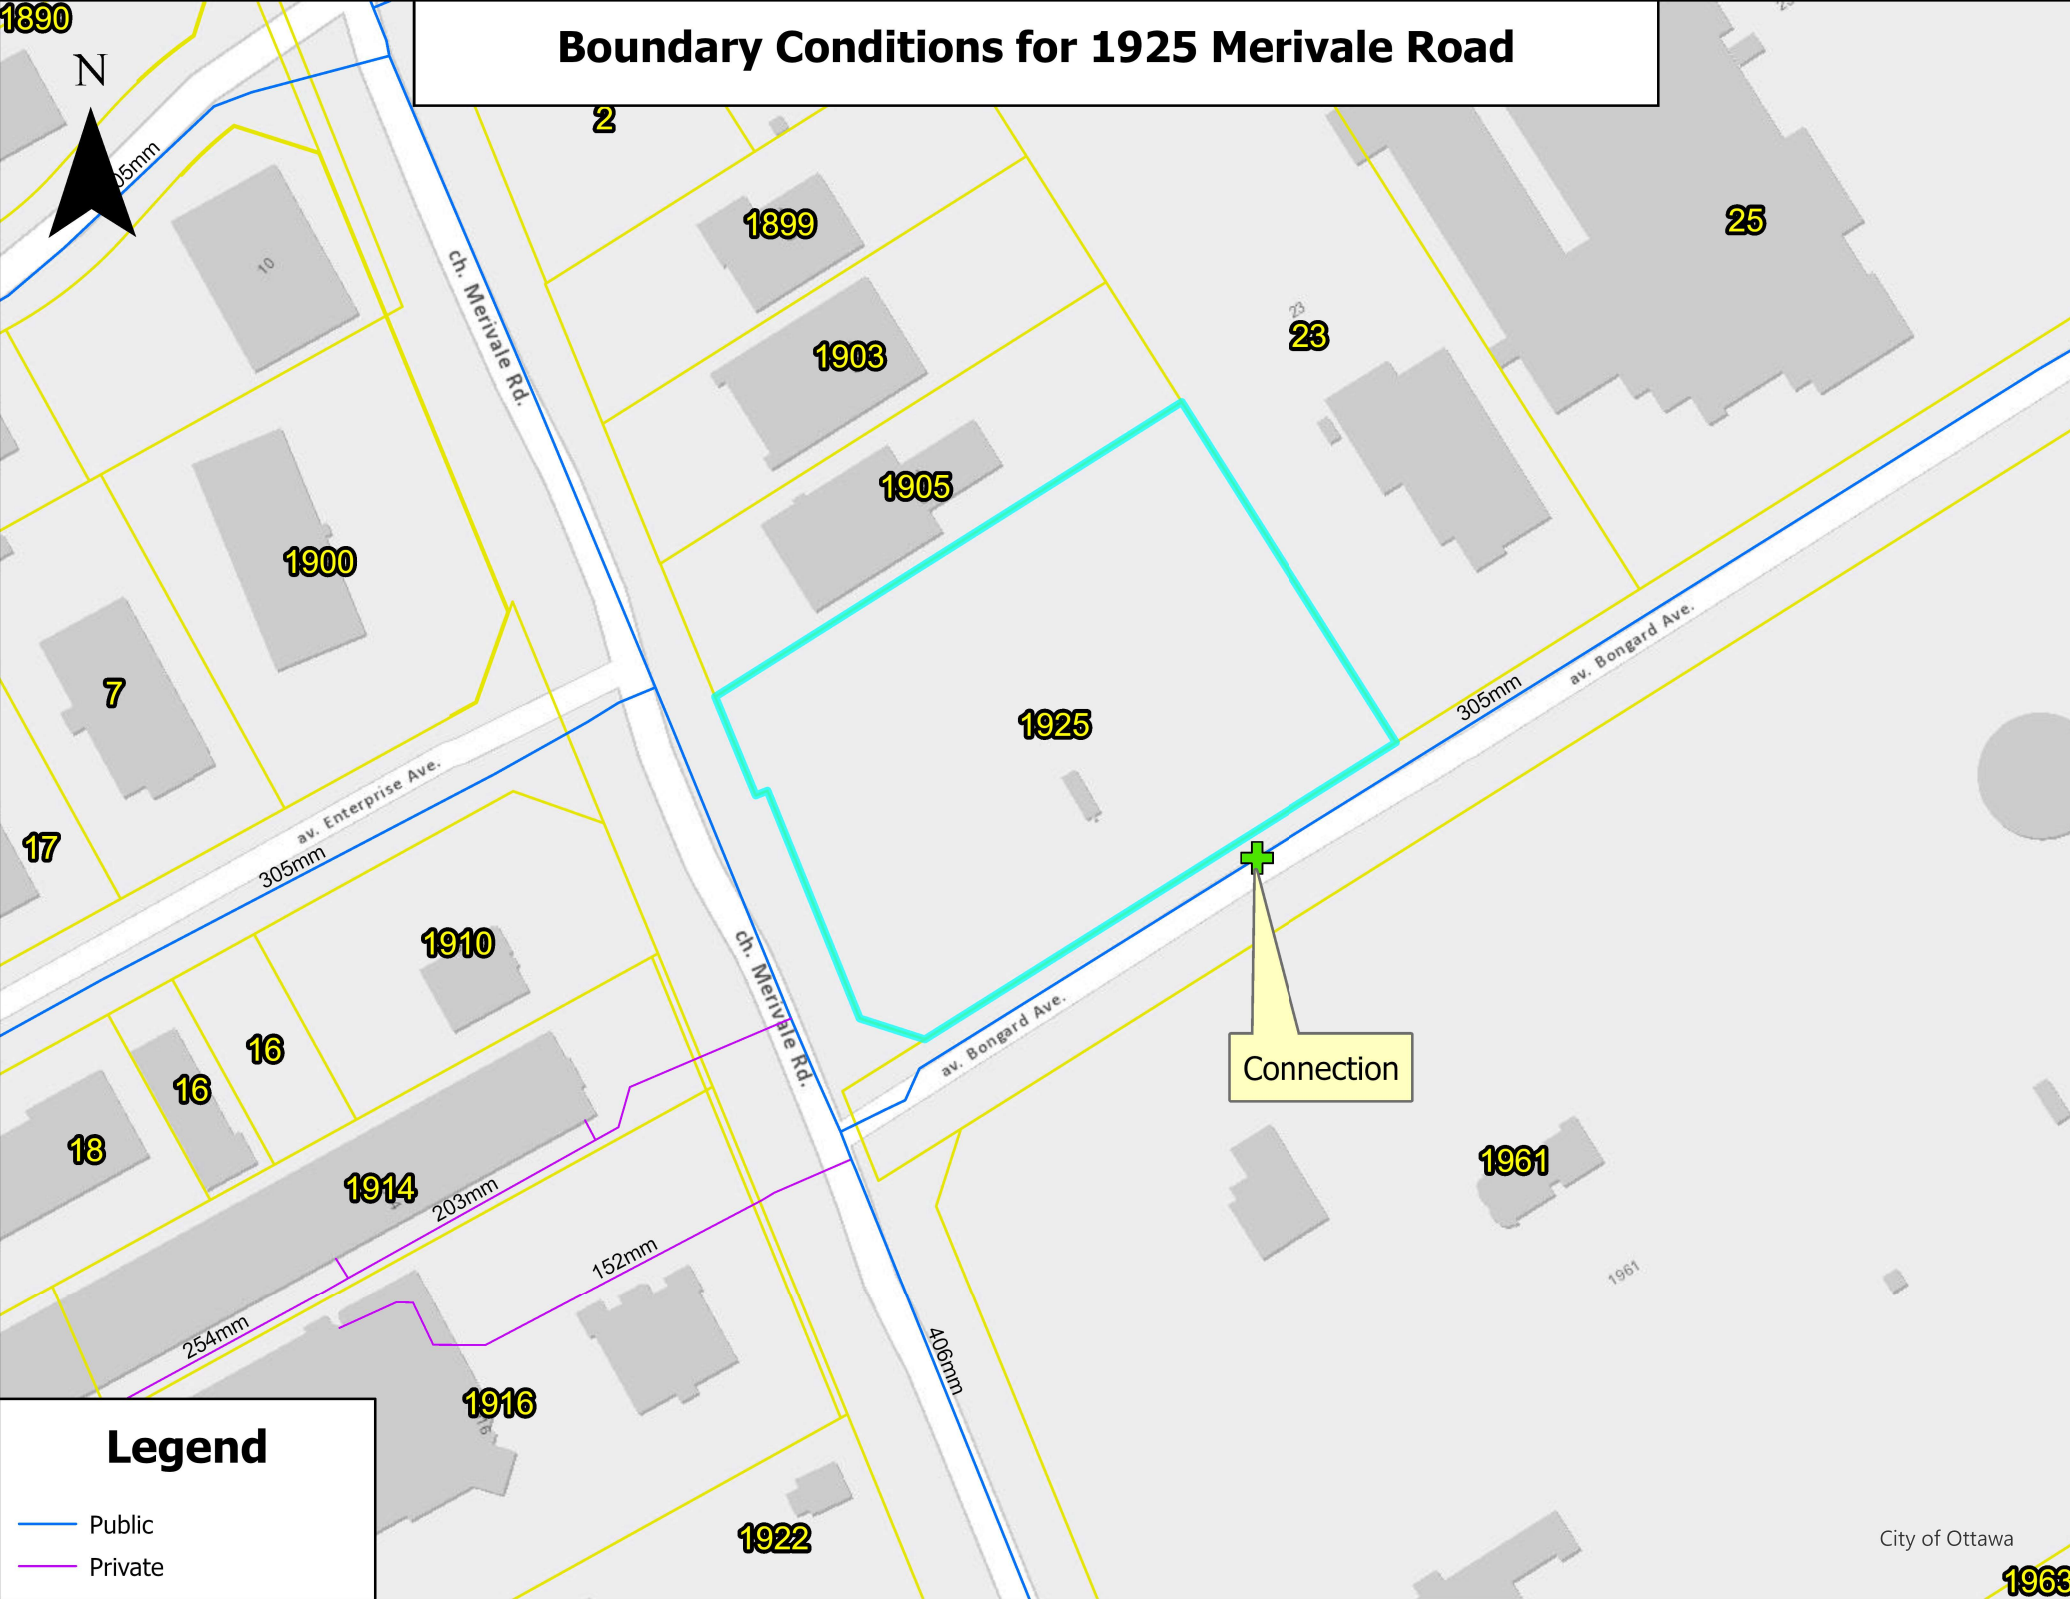 Boundary Conditions for 1925 Merivale Road
1890
N
2
05mm
1899
25
10
ch. Merivale Rd.
23
23
1903
1905
1900
7
305mm
av. Bongard Ave.
1925
av. Enterprise Ave.
17
305mm
1910
ch. Merivale Rd.
av. Bongard Ave.
16
Connection
16
18
1914
203mm
1961
152mm
1961
254mm
406mm
1916
Legend
Public
Private
1922
City of Ottawa
1963